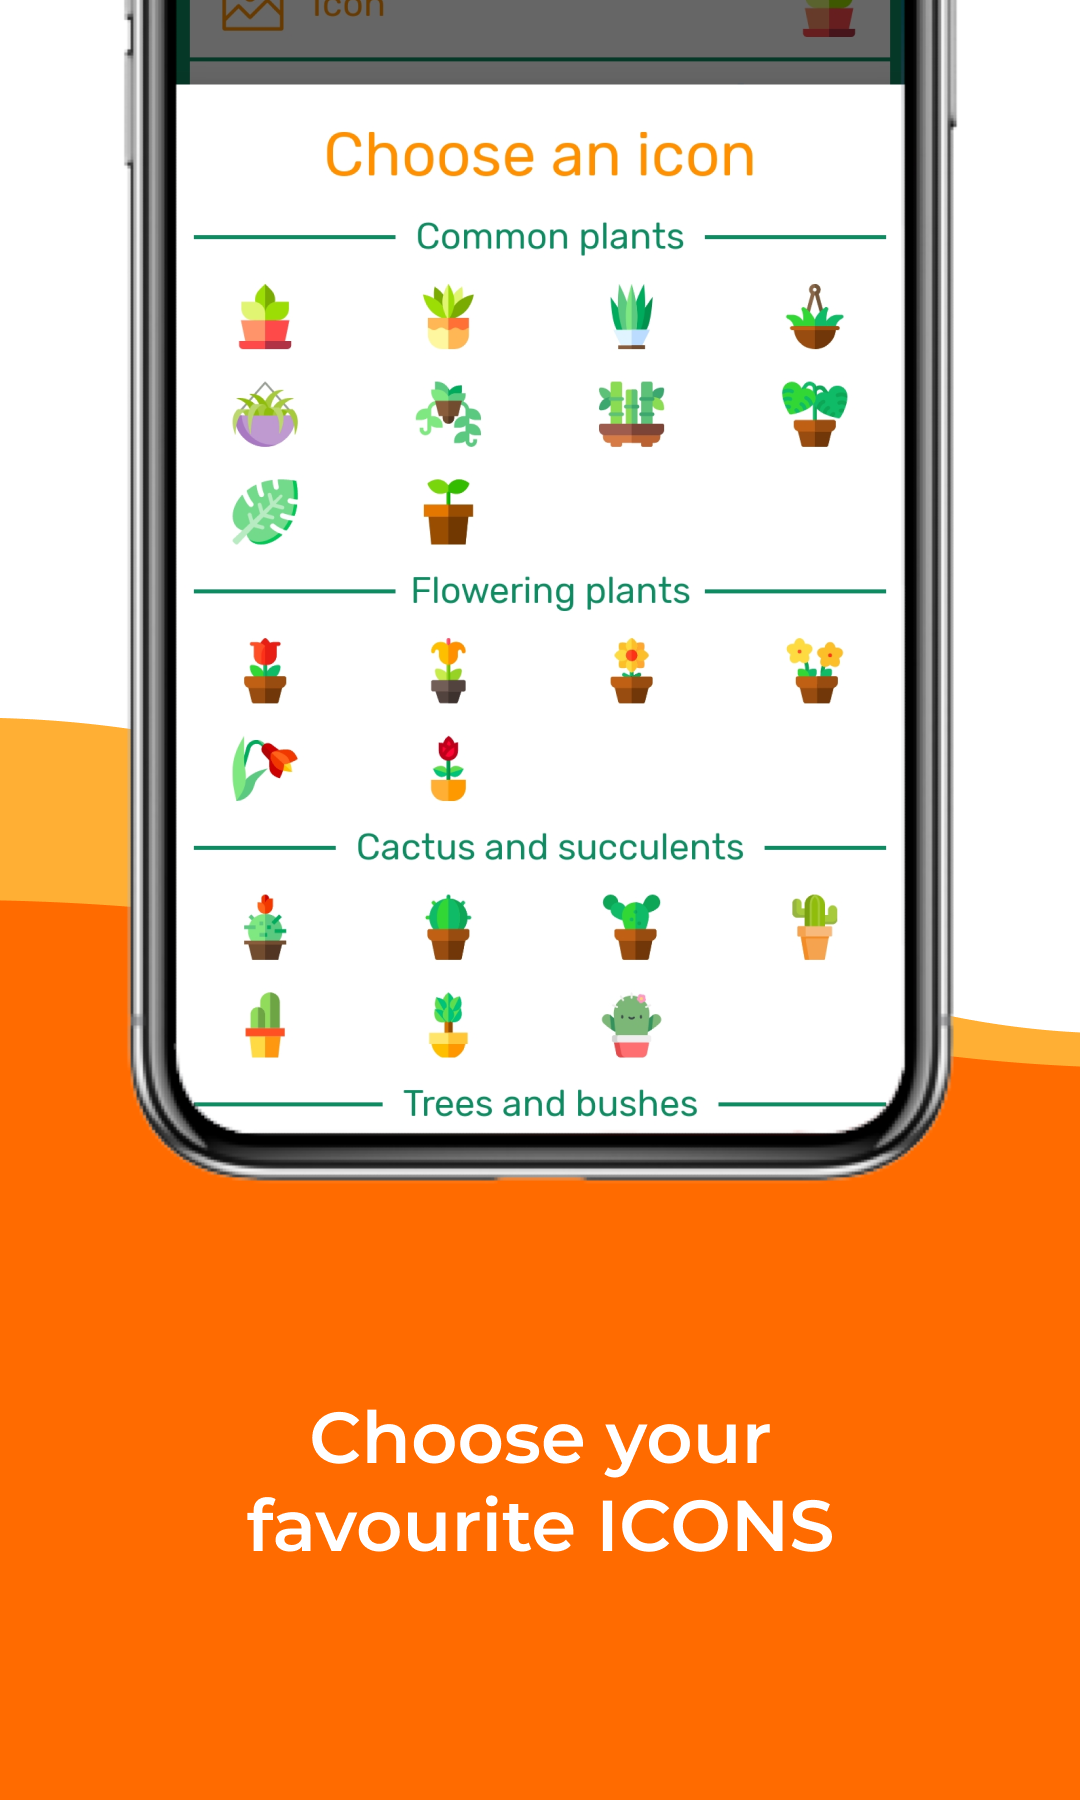 Icon
Choose an icon
Common plants
Flowering plants
Cactus and succulents
Trees and bushes
Choose your
favourite ICONS